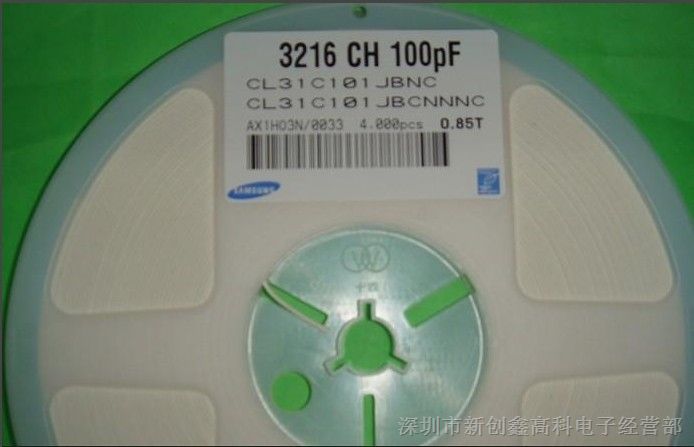 3216 CH 100pF
CL31C101JBNC
CL31C101JBCNNNC
AX1H03N/0033 4.000pcs 0.85T
SAMSUNG
深圳市新创鑫高科电子经营部